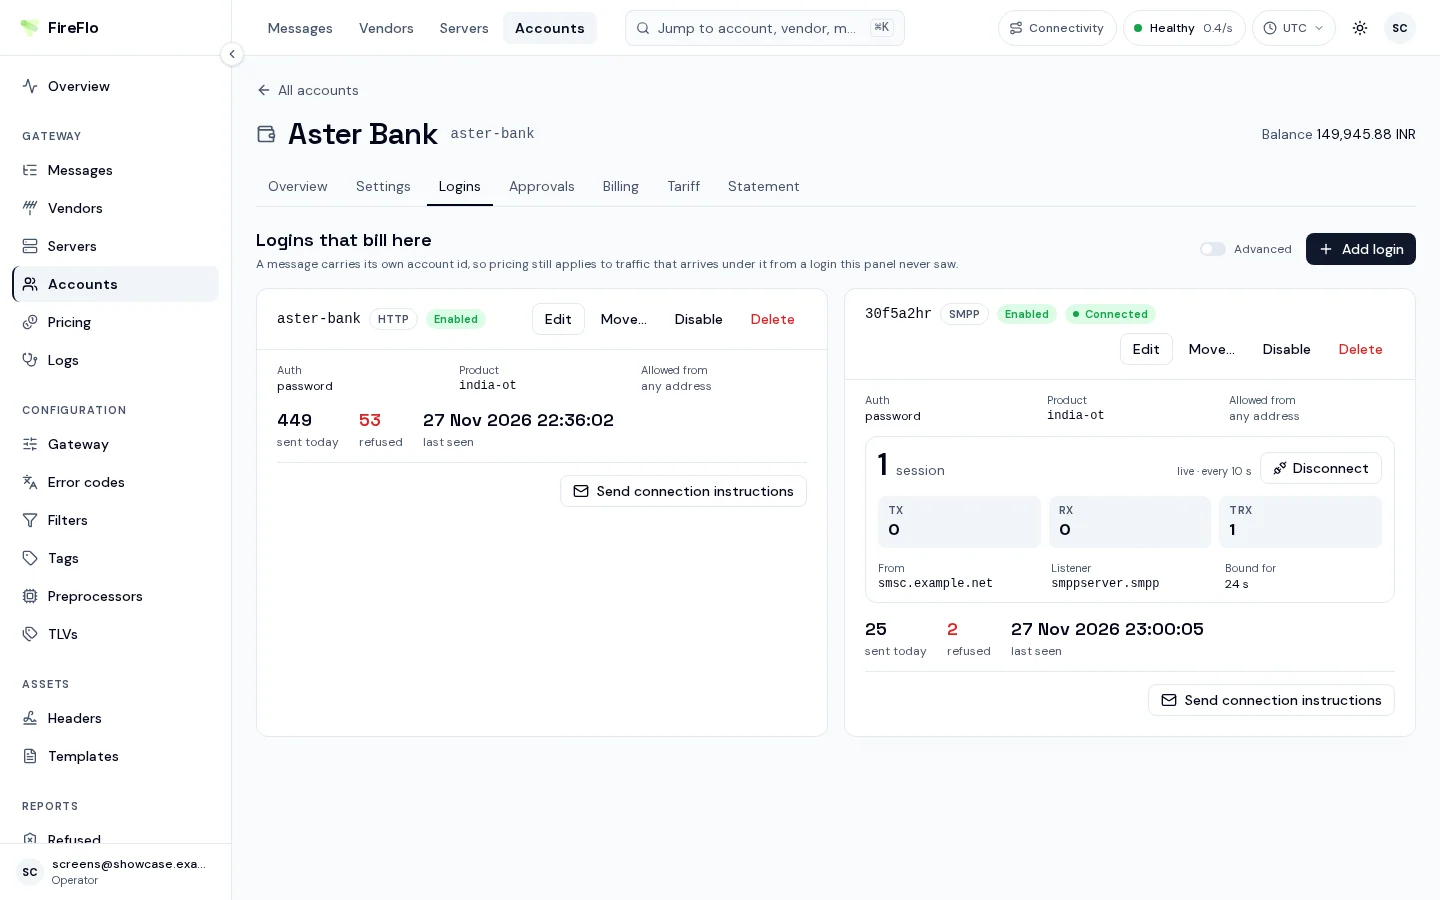 FireFlo
Messages
Vendors
Servers
Accounts
Jump to account, vendor, m...
⌘K
Connectivity
Healthy 0.4/s
UTC
SC
Overview
GATEWAY
Messages
Vendors
Servers
Accounts
Pricing
Logs
CONFIGURATION
Gateway
Error codes
Filters
Tags
Preprocessors
TLVs
ASSETS
Headers
Templates
REPORTS
Refused
SC
screens@showcase.exa...
Operator
All accounts
Aster Bank aster-bank
Balance 149,945.88 INR
Overview
Settings
Logins
Approvals
Billing
Tariff
Statement
Logins that bill here
A message carries its own account id, so pricing still applies to traffic that arrives under it from a login this panel never saw.
Advanced
Add login
aster-bank HTTP Enabled
Edit Move... Disable Delete
Auth Product Allowed from
password india-ot any address
449 53 27 Nov 2026 22:36:02
sent today refused last seen
Send connection instructions
30f5a2hr SMPP Enabled Connected
Edit Move... Disable Delete
Auth Product Allowed from
password india-ot any address
1 session
live · every 10 s
Disconnect
TX RX TRX
0 0 1
From Listener Bound for
smsc.example.net smppserver.smpp 24 s
25 2 27 Nov 2026 23:00:05
sent today refused last seen
Send connection instructions